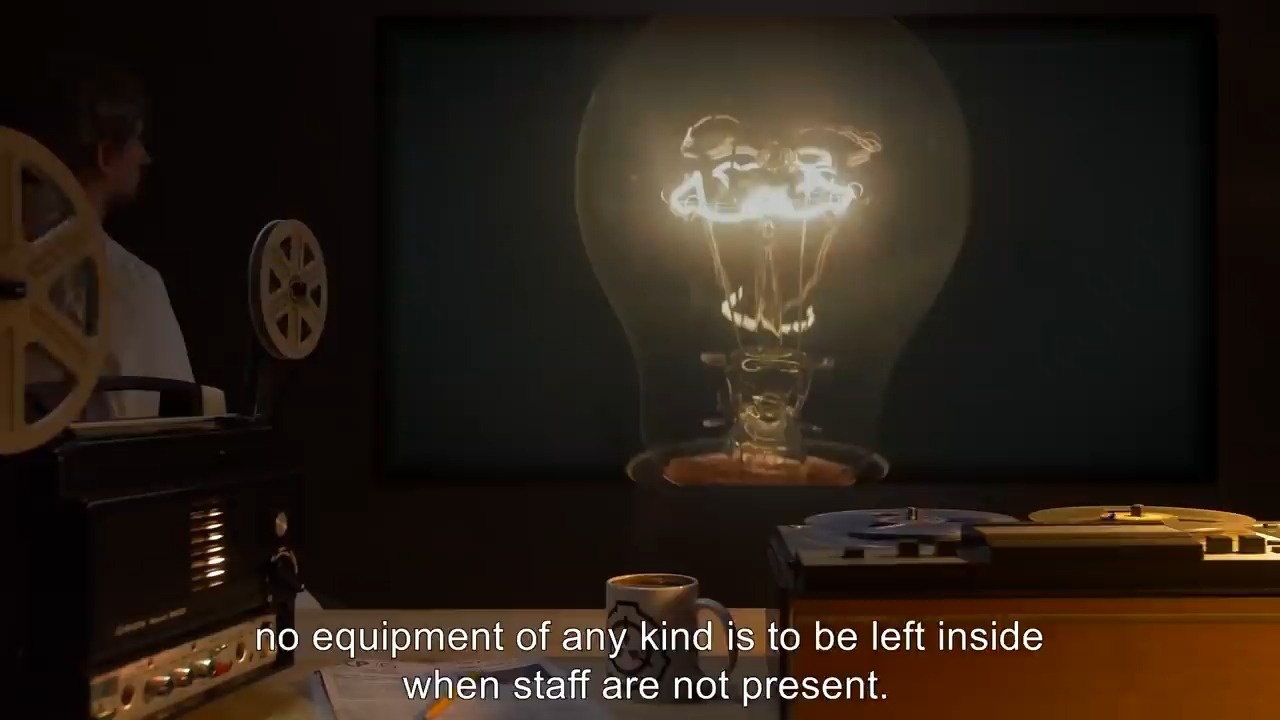 no equipment of any kind is to be left inside
when staff are not present.